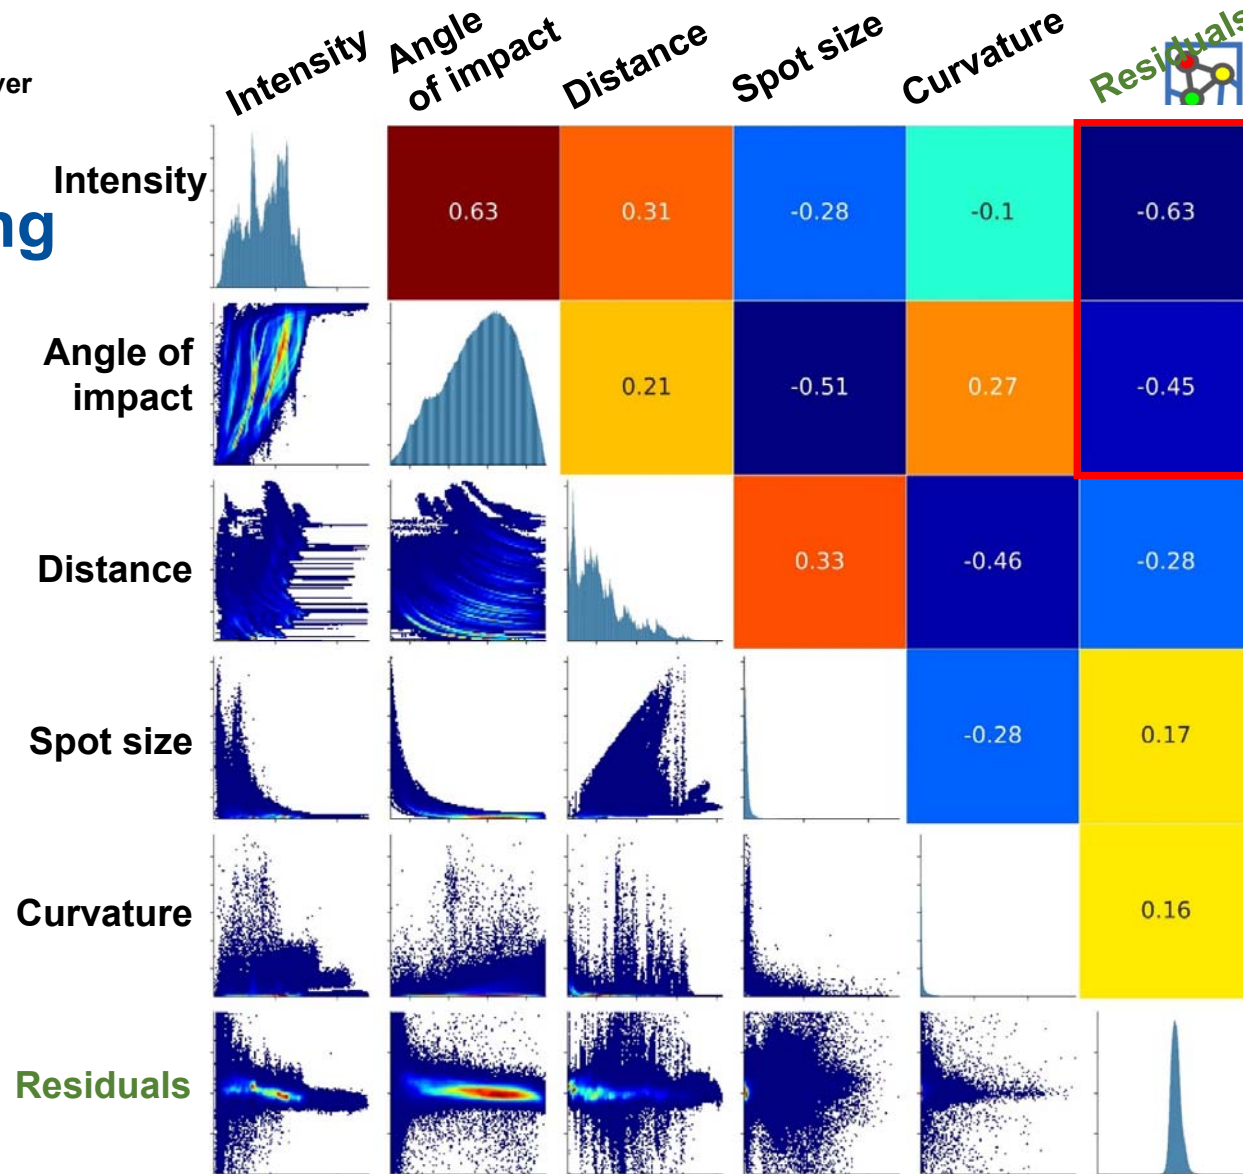 yer
ng
Intensity
Angle
of impact
Distance
Spot size
Curvature
Residuals
Intensity
0.63
0.31
-0.28
-0.1
-0.63
Angle of
impact
0.21
-0.51
0.27
-0.45
Distance
0.33
-0.46
-0.28
Spot size
-0.28
0.17
Curvature
0.16
Residuals